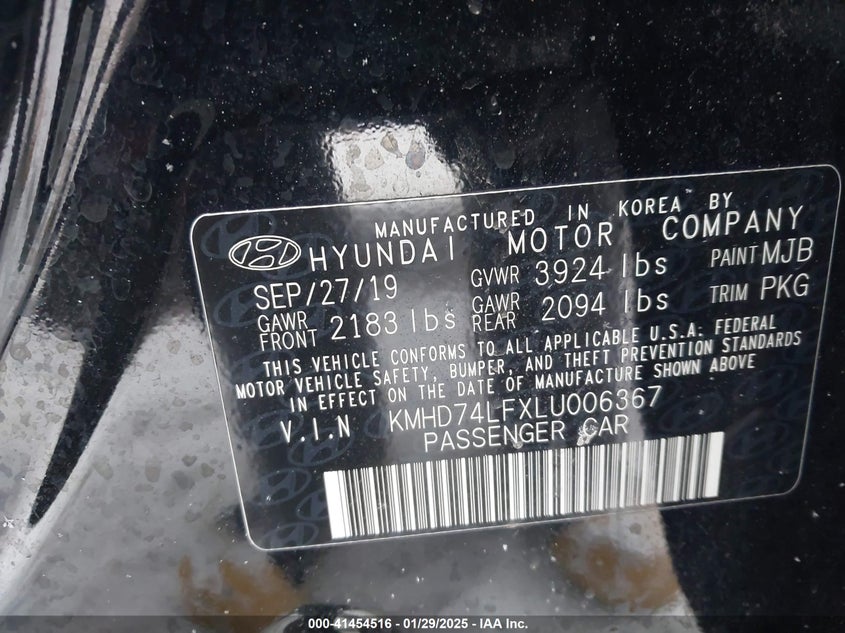 MANUFACTURED IN KOREA BY
HYUNDAI MOTOR COMPANY
SEP/27/19 GVWR 3924 lbs PAINT MJB
GAWR FRONT 2183 lbs GAWR REAR 2094 lbs TRIM PKG
THIS VEHICLE CONFORMS TO ALL APPLICABLE U.S.A. FEDERAL
MOTOR VEHICLE SAFETY, BUMPER, AND THEFT PREVENTION STANDARDS
IN EFFECT ON THE DATE OF MANUFACTURE SHOWN ABOVE
V.I.N KMHD74LFXLU006367
PASSENGER CAR
000-41454516 - 01/29/2025 - IAA Inc.